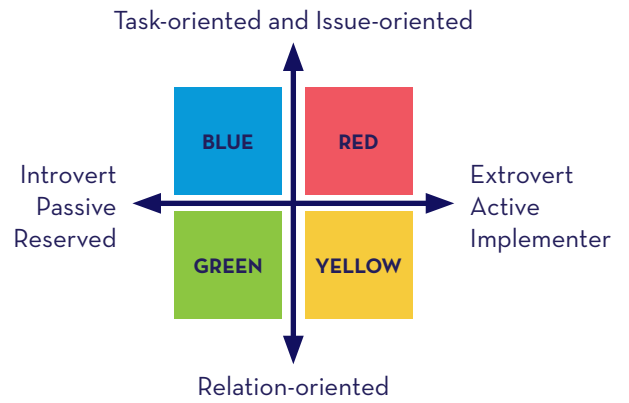 Task-oriented and Issue-oriented
BLUE
RED
Introvert
Passive
Reserved
Extrovert
Active
Implementer
GREEN
YELLOW
Relation-oriented